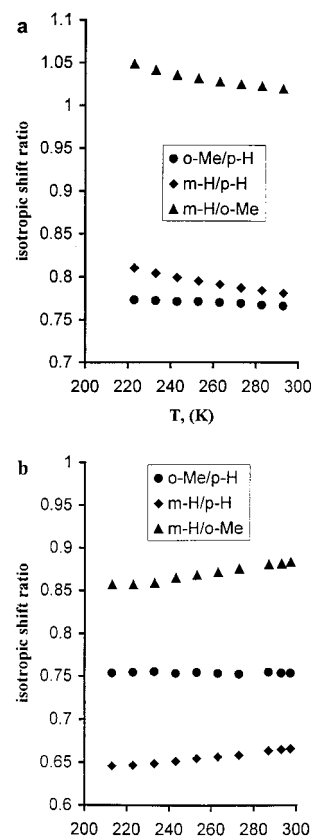 a
1.1
1.05
1
0.95
0.9
0.85
0.8
0.75
0.7
isotropic shift ratio
o-Me/p-H
m-H/p-H
m-H/o-Me
200 220 240 260 280 300
T, (K)
b
1
0.95
0.9
0.85
0.8
0.75
0.7
0.65
0.6
isotropic shift ratio
o-Me/p-H
m-H/p-H
m-H/o-Me
200 220 240 260 280 300